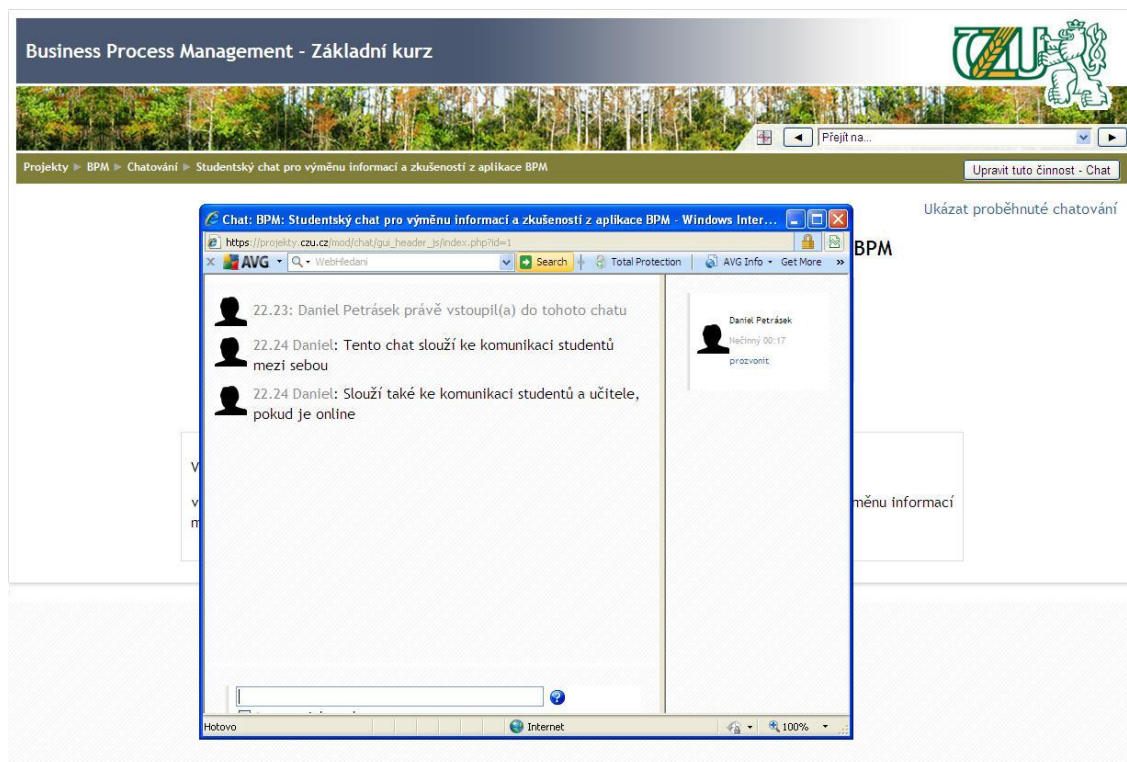 Business Process Management - Základní kurz
ČZU
Přejít na...
Projekty ► BPM ► Chatování ► Studentský chat pro výměnu informací a zkušeností z aplikace BPM
Upravit tuto činnost - Chat
Ukázat proběhnuté chatování
BPM
Chat: BPM: Studentský chat pro výměnu informací a zkušeností z aplikace BPM - Windows Inter...
https://projekty.czu.cz/mod/chat/gui_header_js/index.php?id=1
AVG WebHledani Search Total Protection AVG Info Get More »
22.23: Daniel Petrásek právě vstoupil(a) do tohoto chatu
22.24 Daniel: Tento chat slouží ke komunikaci studentů
mezi sebou
22.24 Daniel: Slouží také ke komunikaci studentů a učitele,
pokud je online
Daniel Petrásek
Nečinný 00:17
prozvonit
měnu informací
Hotovo Internet 100%